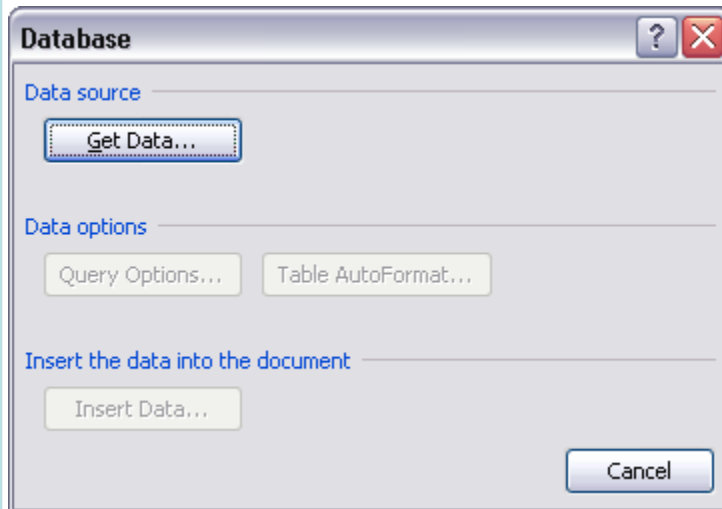 Database
Data source
Get Data...
Data options
Query Options... Table AutoFormat...
Insert the data into the document
Insert Data...
Cancel